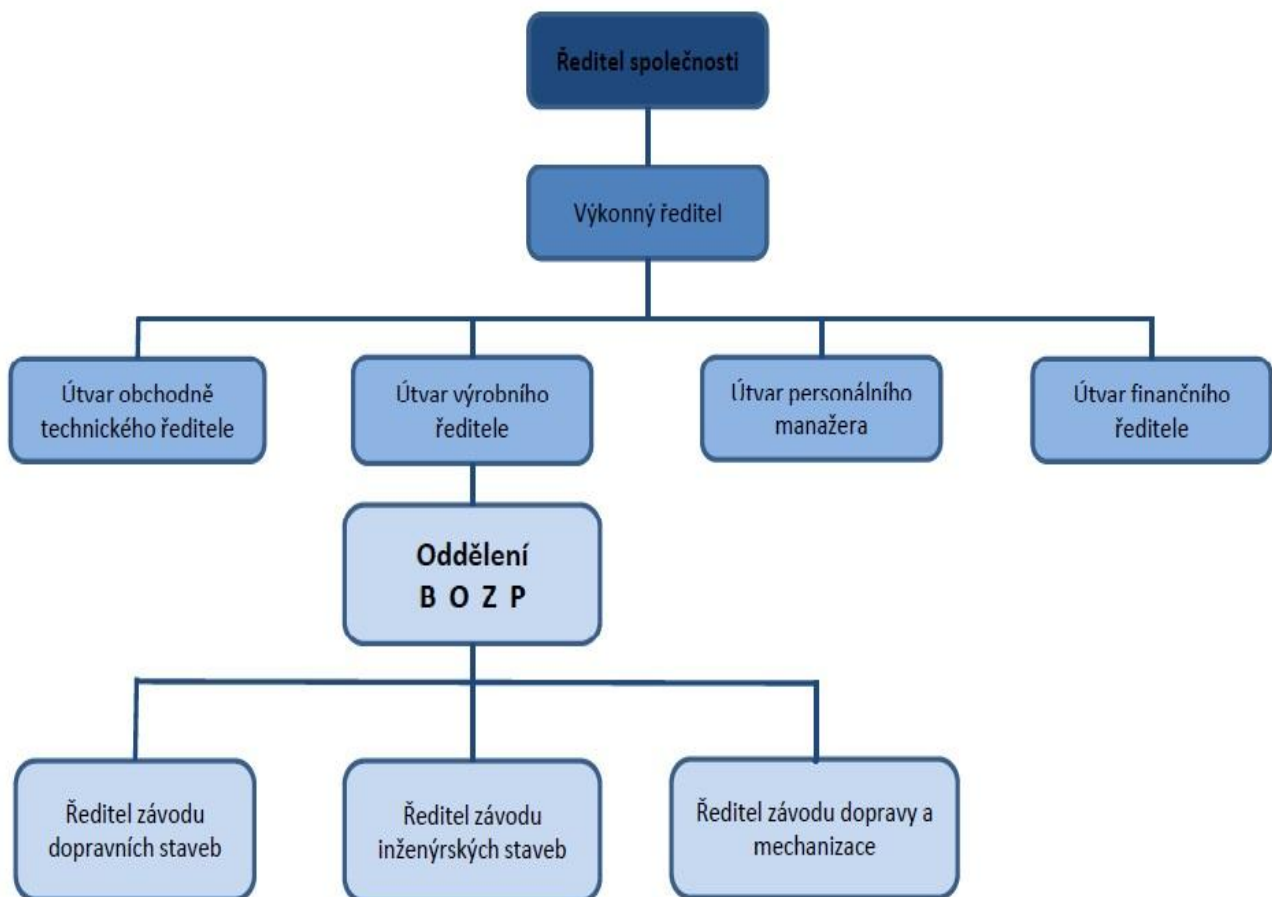 Ředitel společnosti
Výkonný ředitel
Útvar obchodně
technického ředitele
Útvar výrobního
ředitele
Útvar personálního
manažera
Útvar finančního
ředitele
Oddělení
B O Z P
Ředitel závodu
dopravních staveb
Ředitel závodu
inženýrských staveb
Ředitel závodu dopravy a
mechanizace